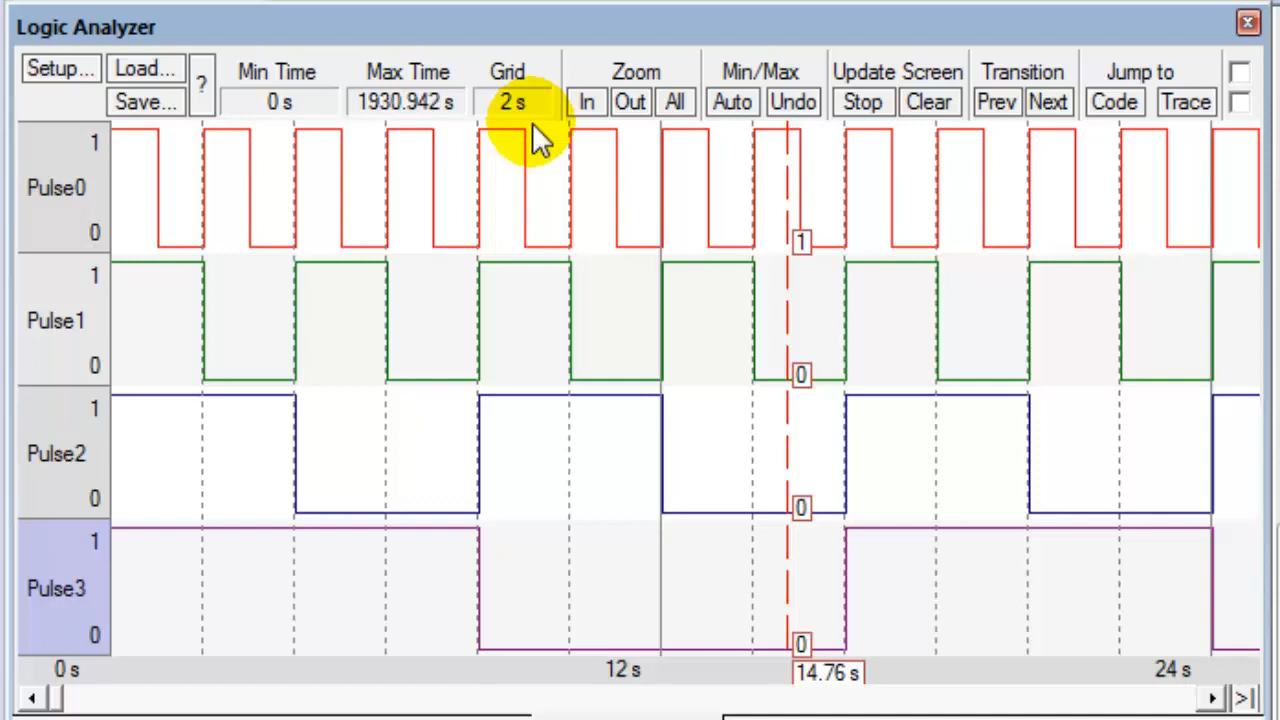 Logic Analyzer
Setup... Load... ? Min Time Max Time Grid Zoom Min/Max Update Screen Transition Jump to
Save... 0 s 1930.942 s 2 s In Out All Auto Undo Stop Clear Prev Next Code Trace
1
Pulse0
0 1
1
Pulse1
0 0
1
Pulse2
0 0
1
Pulse3
0 0
0 s 12 s 14.76 s 24 s
>|